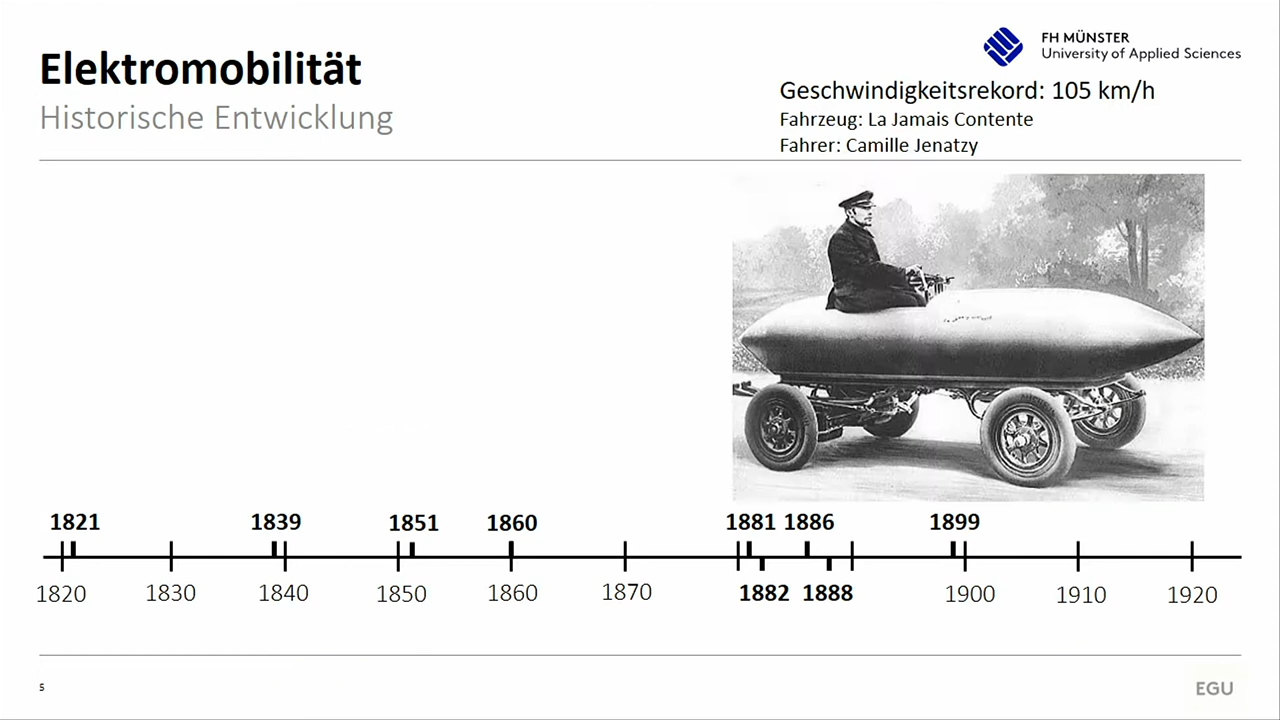 Elektromobilität
Historische Entwicklung
FH MÜNSTER
University of Applied Sciences
Geschwindigkeitsrekord: 105 km/h
Fahrzeug: La Jamais Contente
Fahrer: Camille Jenatzy
1821 1839 1851 1860 1881 1886 1899
1820 1830 1840 1850 1860 1870 1882 1888 1900 1910 1920
5
EGU